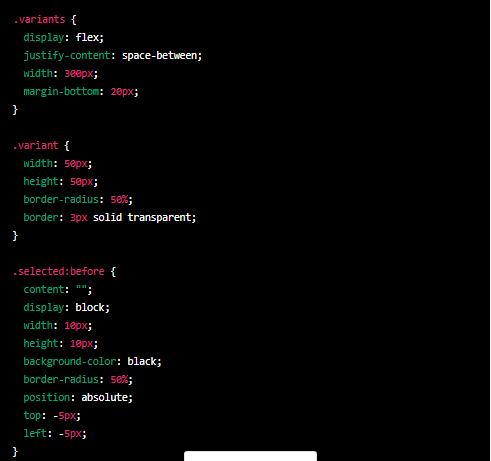 .variants {
  display: flex;
  justify-content: space-between;
  width: 300px;
  margin-bottom: 20px;
}

.variant {
  width: 50px;
  height: 50px;
  border-radius: 50%;
  border: 3px solid transparent;
}

.selected:before {
  content: "";
  display: block;
  width: 10px;
  height: 10px;
  background-color: black;
  border-radius: 50%;
  position: absolute;
  top: -5px;
  left: -5px;
}